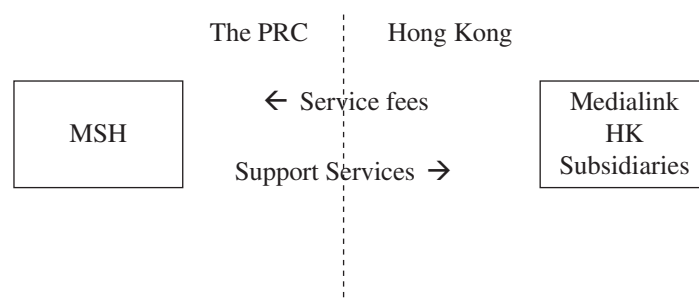 The PRC
Hong Kong
← Service fees
MSH
Medialink
HK
Subsidiaries
Support Services →